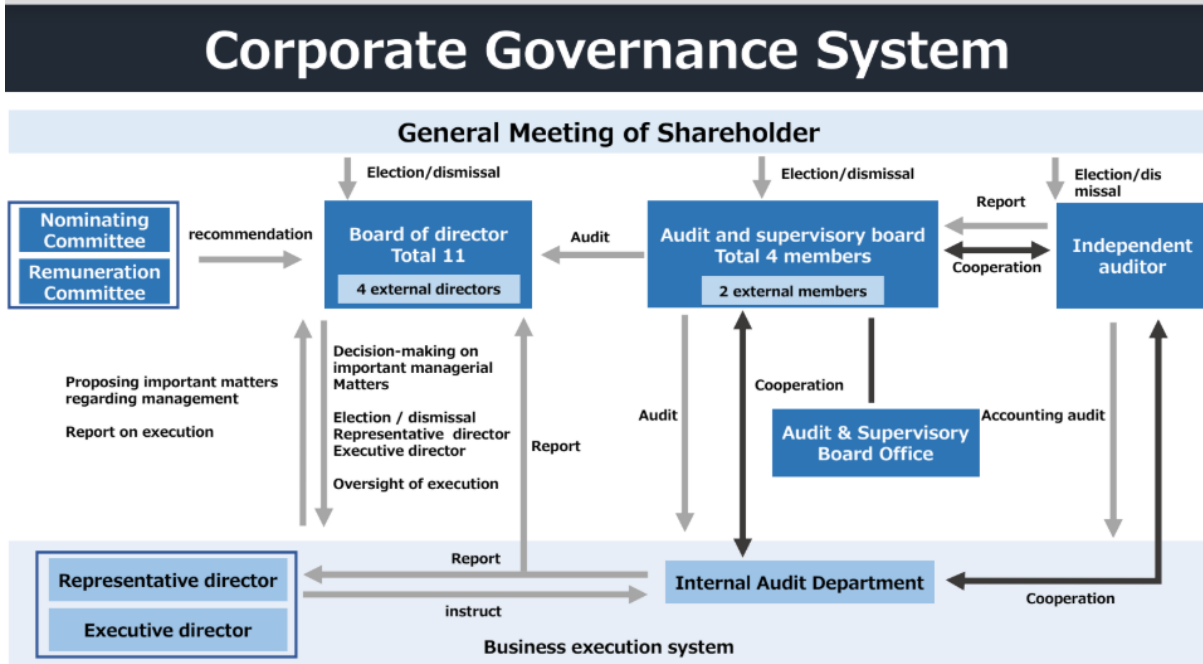 Corporate Governance System
General Meeting of Shareholder
Election/dismissal
Election/dismissal
Election/dis
missal
Nominating
Committee
Remuneration
Committee
recommendation
Board of director
Total 11
4 external directors
Audit
Audit and supervisory board
Total 4 members
2 external members
Report
Cooperation
Independent
auditor
Proposing important matters
regarding management
Report on execution
Decision-making on
important managerial
Matters
Election / dismissal
Representative director
Executive director
Oversight of execution
Report
Audit
Cooperation
Audit & Supervisory
Board Office
Accounting audit
Representative director
Executive director
Report
instruct
Internal Audit Department
Cooperation
Business execution system